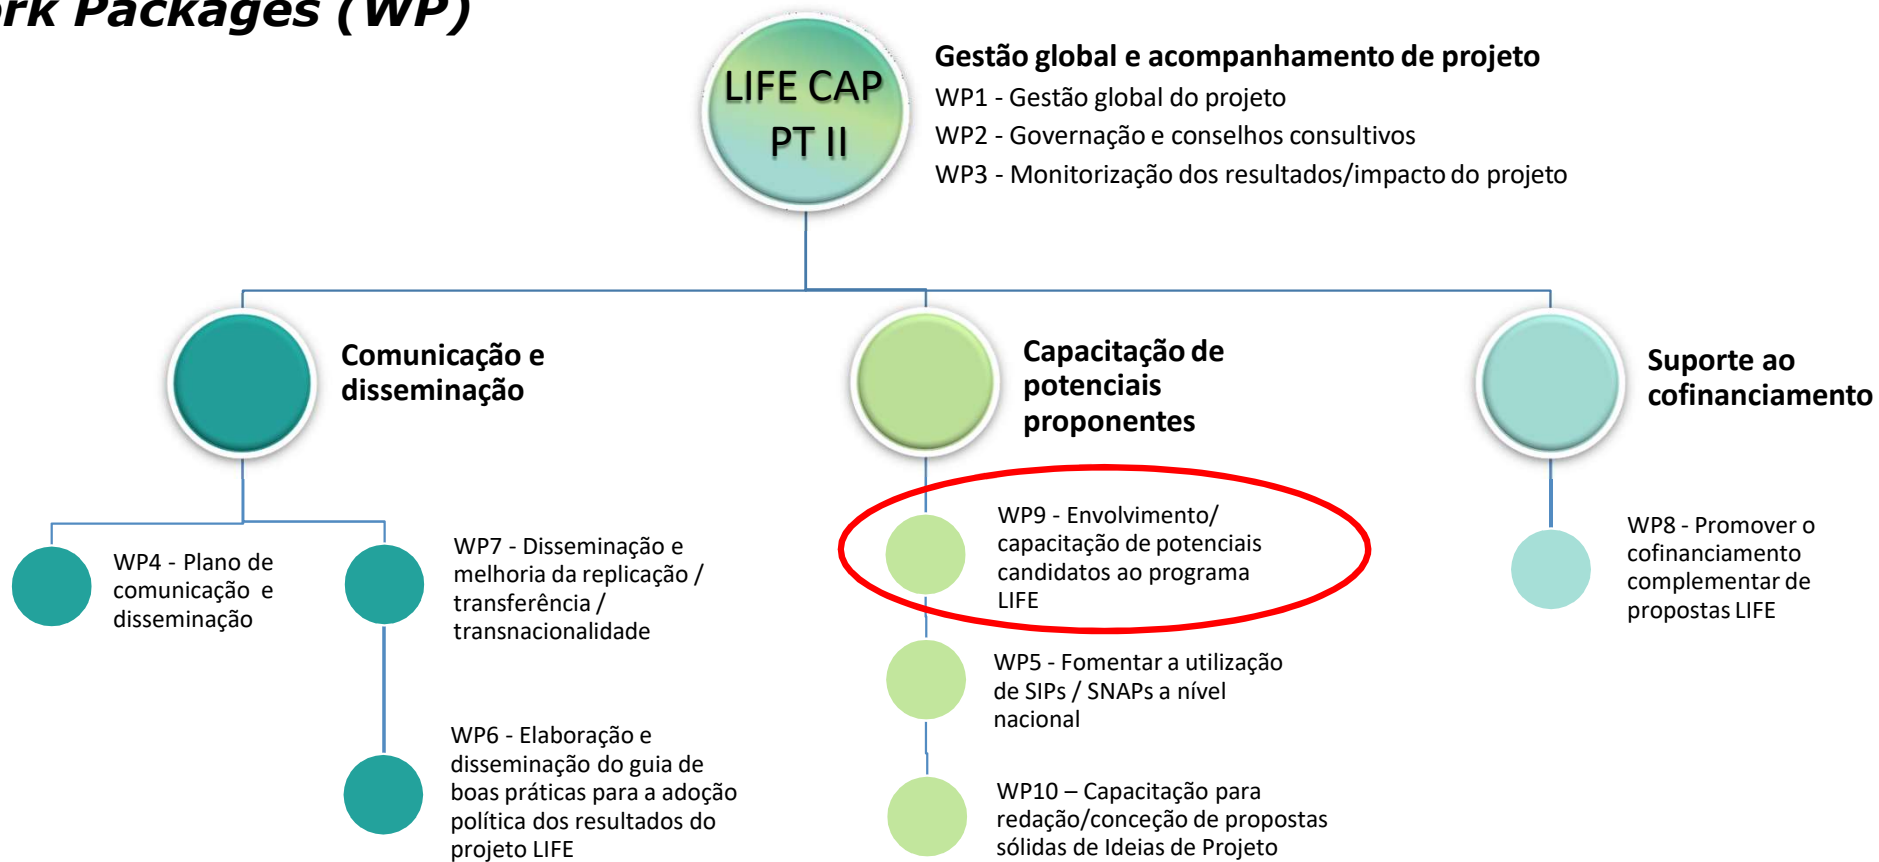 rk Packages (WP)
LIFE CAP
PT II
Gestão global e acompanhamento de projeto
WP1 - Gestão global do projeto
WP2 - Governação e conselhos consultivos
WP3 - Monitorização dos resultados/impacto do projeto
Comunicação e
disseminação
WP4 - Plano de
comunicação e
disseminação
WP7 - Disseminação e
melhoria da replicação /
transferência /
transnacionalidade
WP6 - Elaboração e
disseminação do guia de
boas práticas para a adoção
política dos resultados do
projeto LIFE
Capacitação de
potenciais
proponentes
WP9 - Envolvimento/
capacitação de potenciais
candidatos ao programa
LIFE
WP5 - Fomentar a utilização
de SIPs / SNAPs a nível
nacional
WP10 – Capacitação para
redação/conceção de propostas
sólidas de Ideias de Projeto
Suporte ao
cofinanciamento
WP8 - Promover o
cofinanciamento
complementar de
propostas LIFE